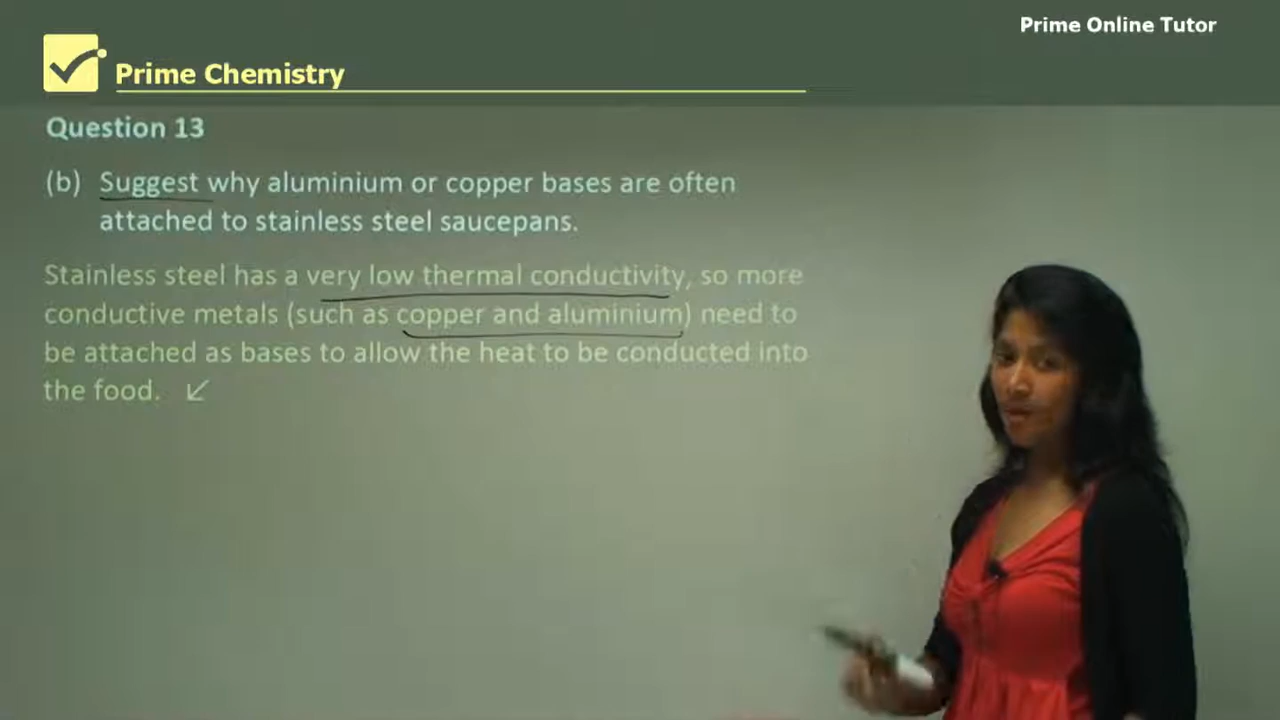 Prime Online Tutor
Prime Chemistry
Question 13
(b) Suggest why aluminium or copper bases are often
attached to stainless steel saucepans.
Stainless steel has a very low thermal conductivity, so more
conductive metals (such as copper and aluminium) need to
be attached as bases to allow the heat to be conducted into
the food.